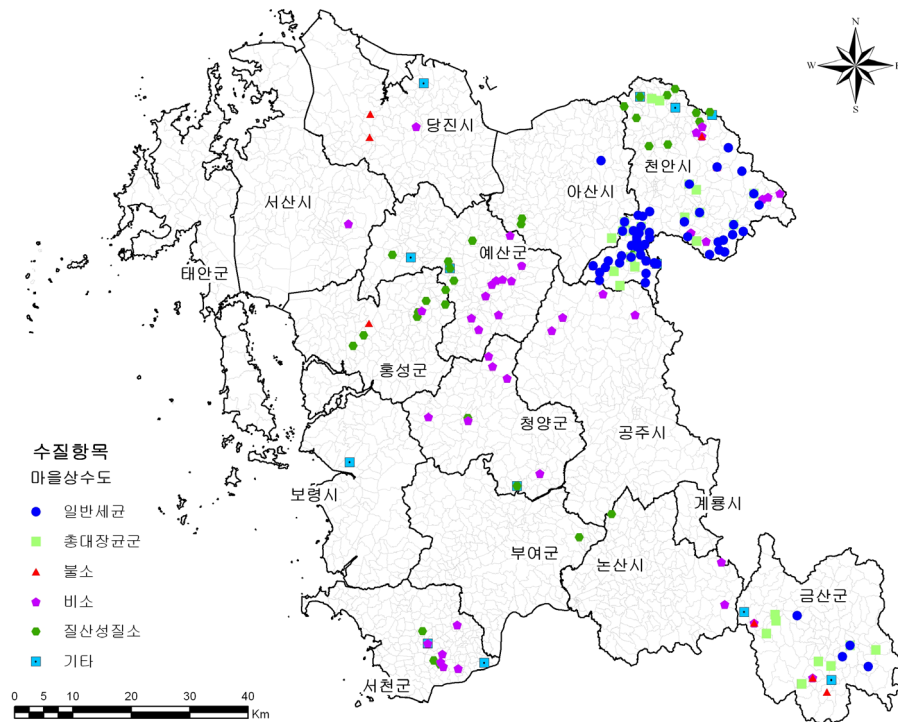 N
W
E
S
당진시
천안시
아산시
서산시
예산군
태안군
홍성군
청양군
공주시
계룡시
보령시
부여군
논산시
금산군
서천군
수질항목
마을상수도
일반세균
총대장균군
불소
비소
질산성질소
기타
0 5 10 20 30 40
Km